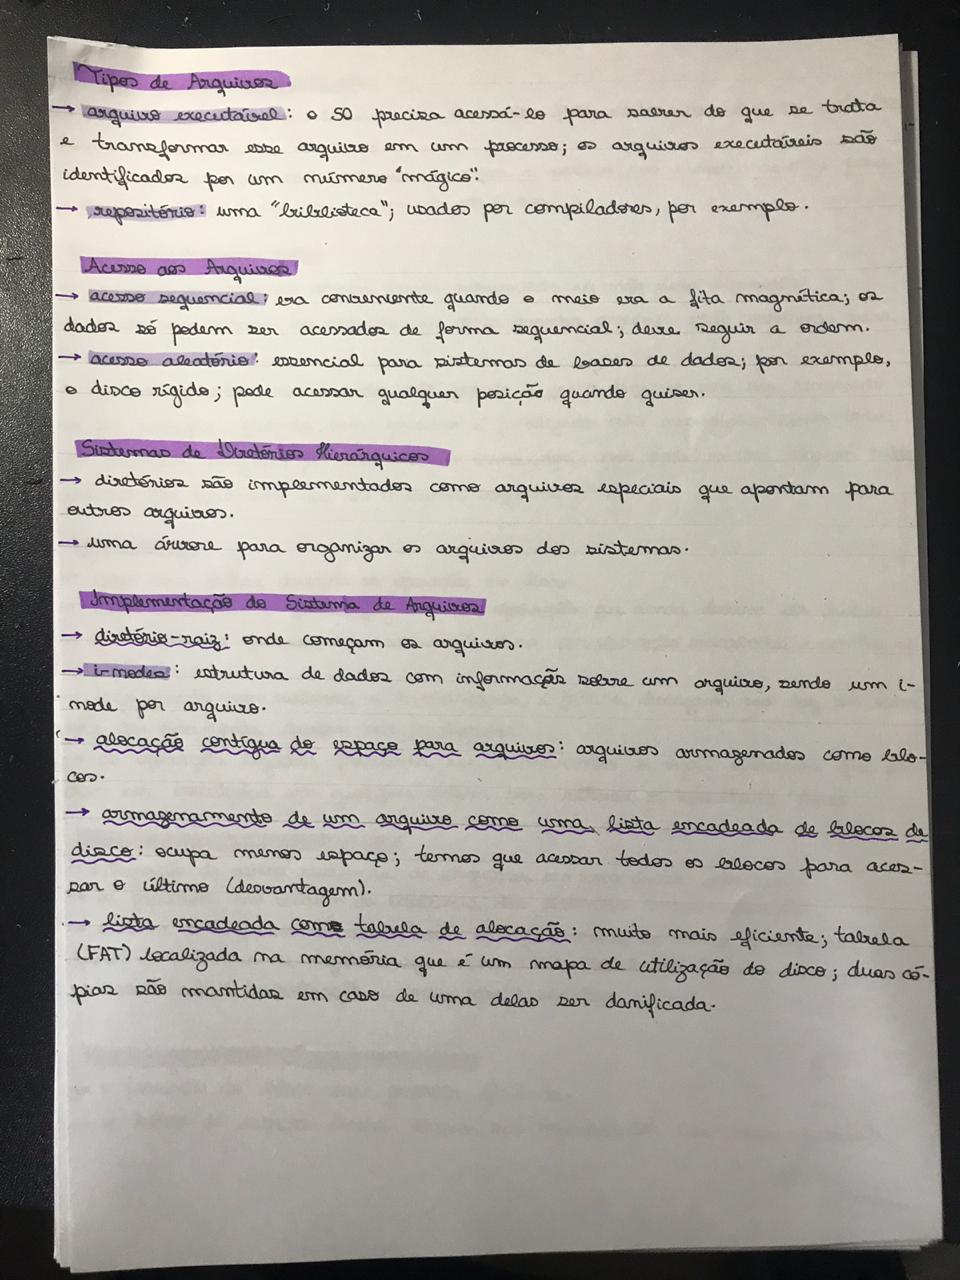 Tipos de Arquivos
→ arquivo executável: o SO precisa acessá-lo para saber do que se trata
e transformar esse arquivo em um processo; os arquivos executáveis são
identificados por um número "mágico".
→ repositório: uma "biblioteca"; usados por compiladores, por exemplo.
Acesso aos Arquivos
→ acesso sequencial: era conveniente quando o meio era a fita magnética; os
dados só podem ser acessados de forma sequencial; deve seguir a ordem.
→ acesso aleatório: essencial para sistemas de bases de dados; por exemplo,
o disco rígido; pode acessar qualquer posição quando quiser.
Sistemas de Diretórios Hierárquicos
→ diretórios são implementados como arquivos especiais que apontam para
outros arquivos.
→ uma árvore para organizar os arquivos dos sistemas.
Implementação do Sistema de Arquivos
→ diretório-raiz: onde começam os arquivos.
→ i-nodes: estrutura de dados com informação sobre um arquivo, sendo um i-
node por arquivo.
→ alocação contígua do espaço para arquivos: arquivos armazenados como blo-
cos.
→ armazenamento de um arquivo como uma lista encadeada de blocos de
disco: ocupa menos espaço; temos que acessar todos os blocos para aces-
sar o último (desvantagem).
→ lista encadeada como tabela de alocação: muito mais eficiente; tabela
(FAT) localizada na memória que é um mapa de utilização do disco; duas có-
pias são mantidas em caso de uma delas ser danificada.